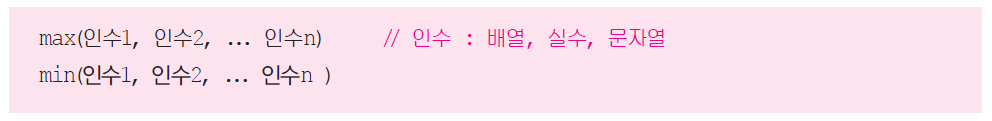 max(인수1, 인수2, ... 인수n)     // 인수 : 배열, 실수, 문자열
min(인수1, 인수2, ... 인수n )